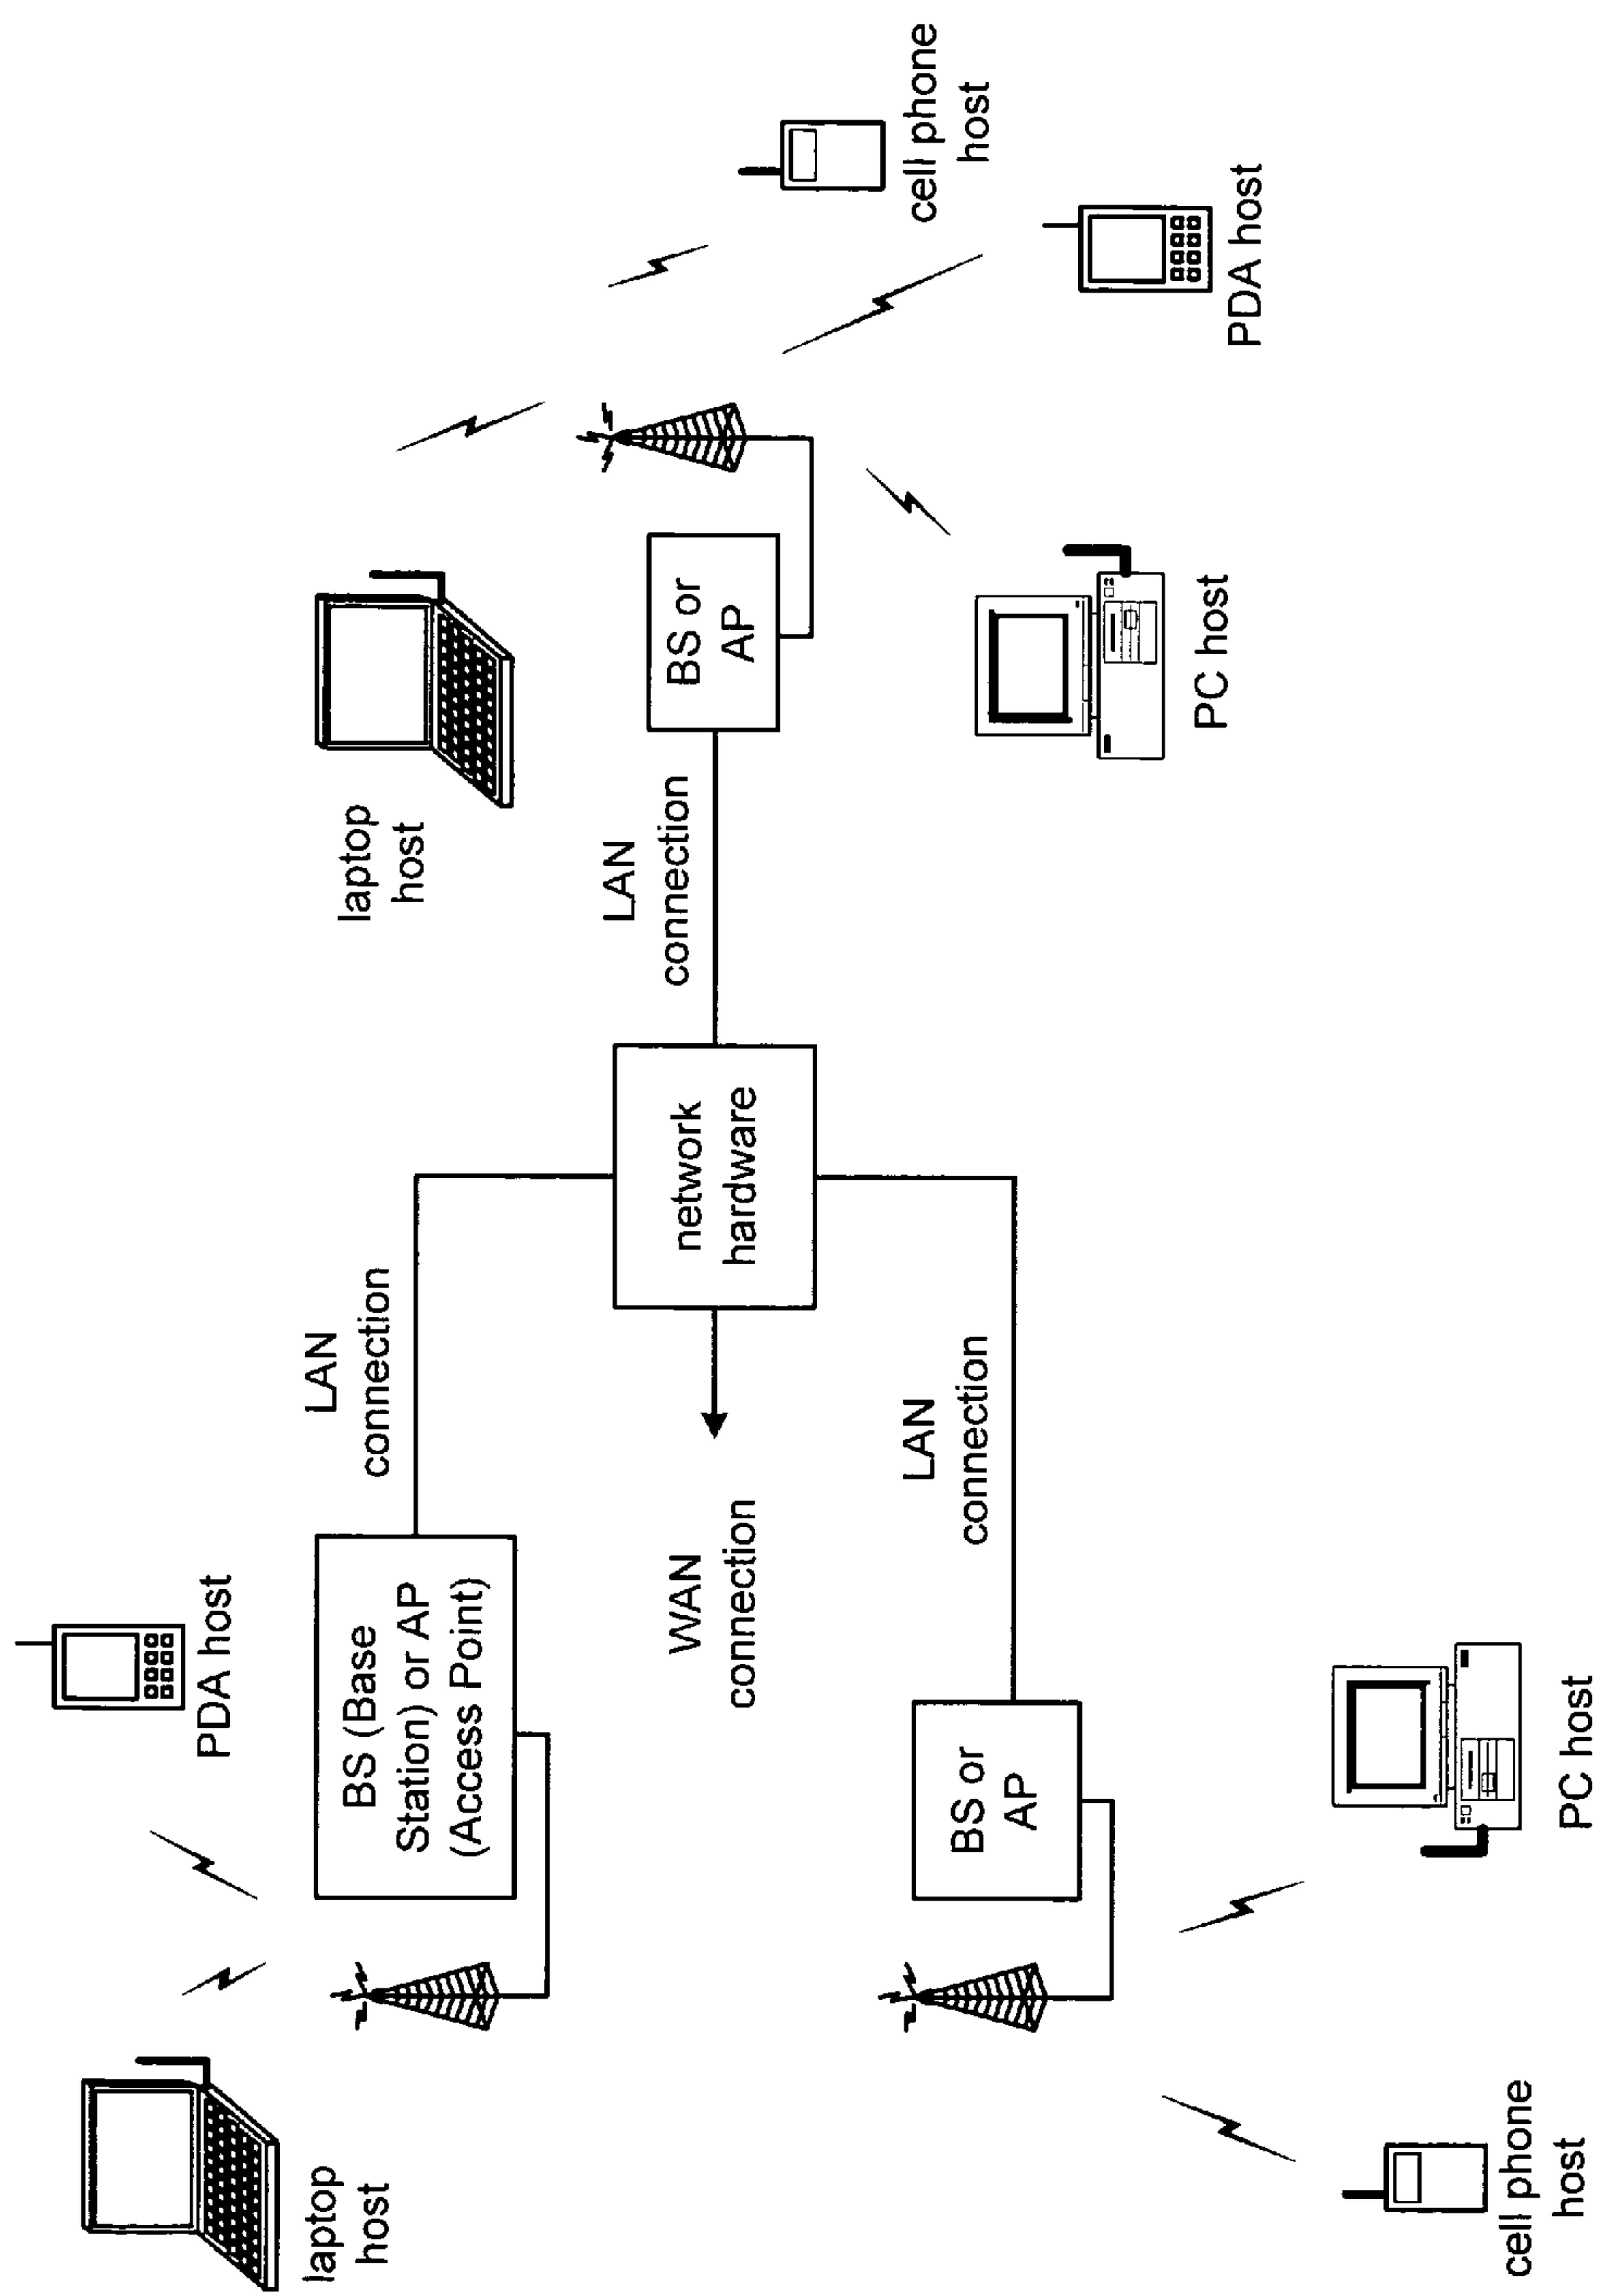 laptop
host
PDA host
BS (Base
Station) or AP
(Access Point)
LAN
connection
WAN
connection
network
hardware
LAN
connection
BS or
AP
cell phone
host
PC host
LAN
connection
BS or
AP
laptop
host
PC host
PDA host
cell phone
host